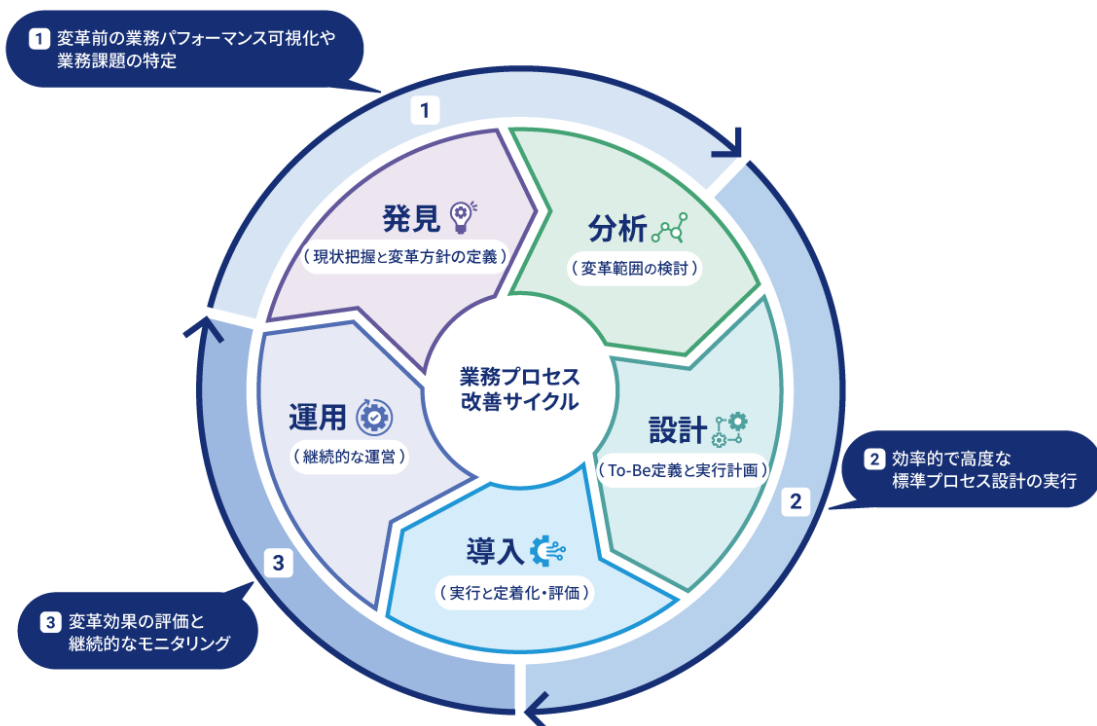 1 変革前の業務パフォーマンス可視化や
業務課題の特定
1
発見
(現状把握と変革方針の定義)
分析
(変革範囲の検討)
業務プロセス
改善サイクル
設計
(To-Be定義と実行計画)
2
2 効率的で高度な
標準プロセス設計の実行
導入
(実行と定着化・評価)
運用
(継続的な運営)
3
3 変革効果の評価と
継続的なモニタリング